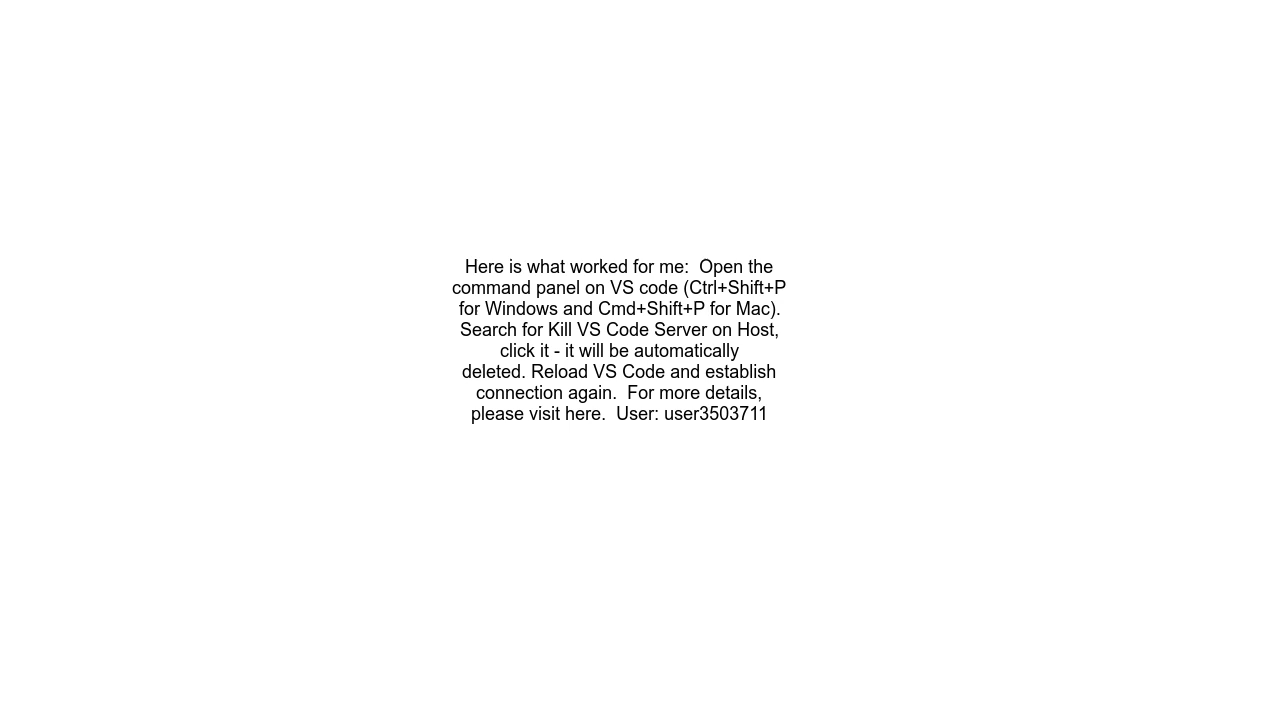 Here is what worked for me:  Open the
command panel on VS code (Ctrl+Shift+P
for Windows and Cmd+Shift+P for Mac).
Search for Kill VS Code Server on Host,
click it - it will be automatically
deleted. Reload VS Code and establish
connection again.  For more details,
please visit here.  User: user3503711